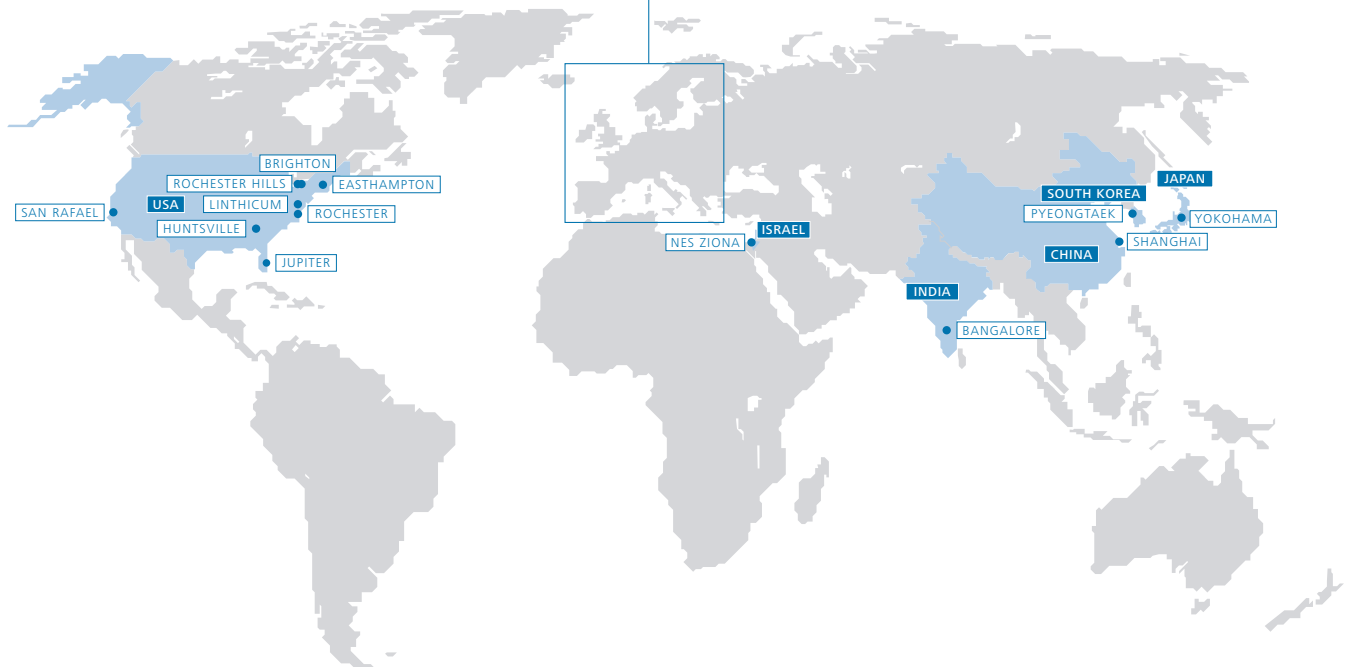 BRIGHTON
ROCHESTER HILLS
EASTHAMPTON
USA
LINTHICUM
SAN RAFAEL
ROCHESTER
HUNTSVILLE
JUPITER
ISRAEL
NES ZIONA
JAPAN
SOUTH KOREA
PYEONGTAEK
YOKOHAMA
SHANGHAI
CHINA
INDIA
BANGALORE